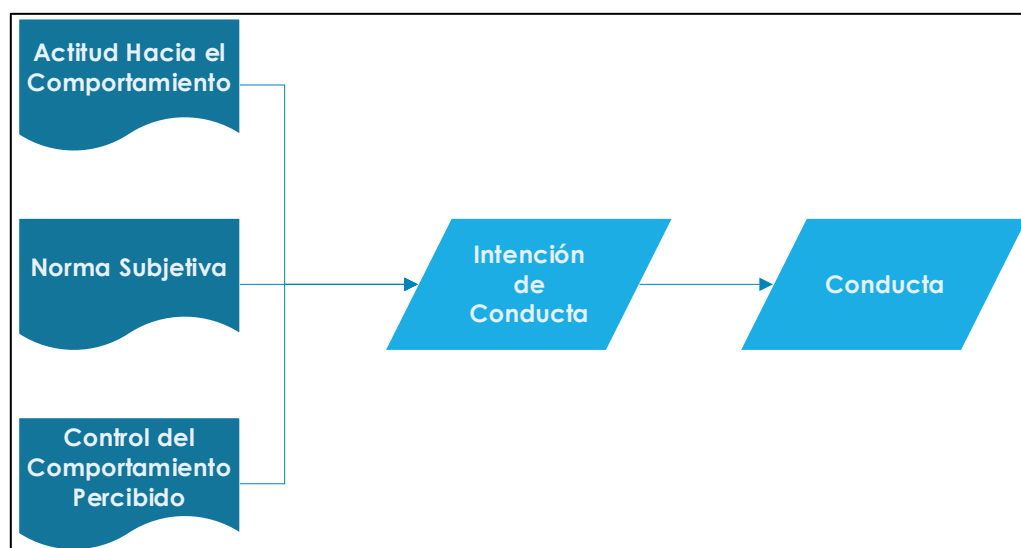 Actitud Hacia el
Comportamiento
Norma Subjetiva
Control del
Comportamiento
Percibido
Intención
de
Conducta
Conducta